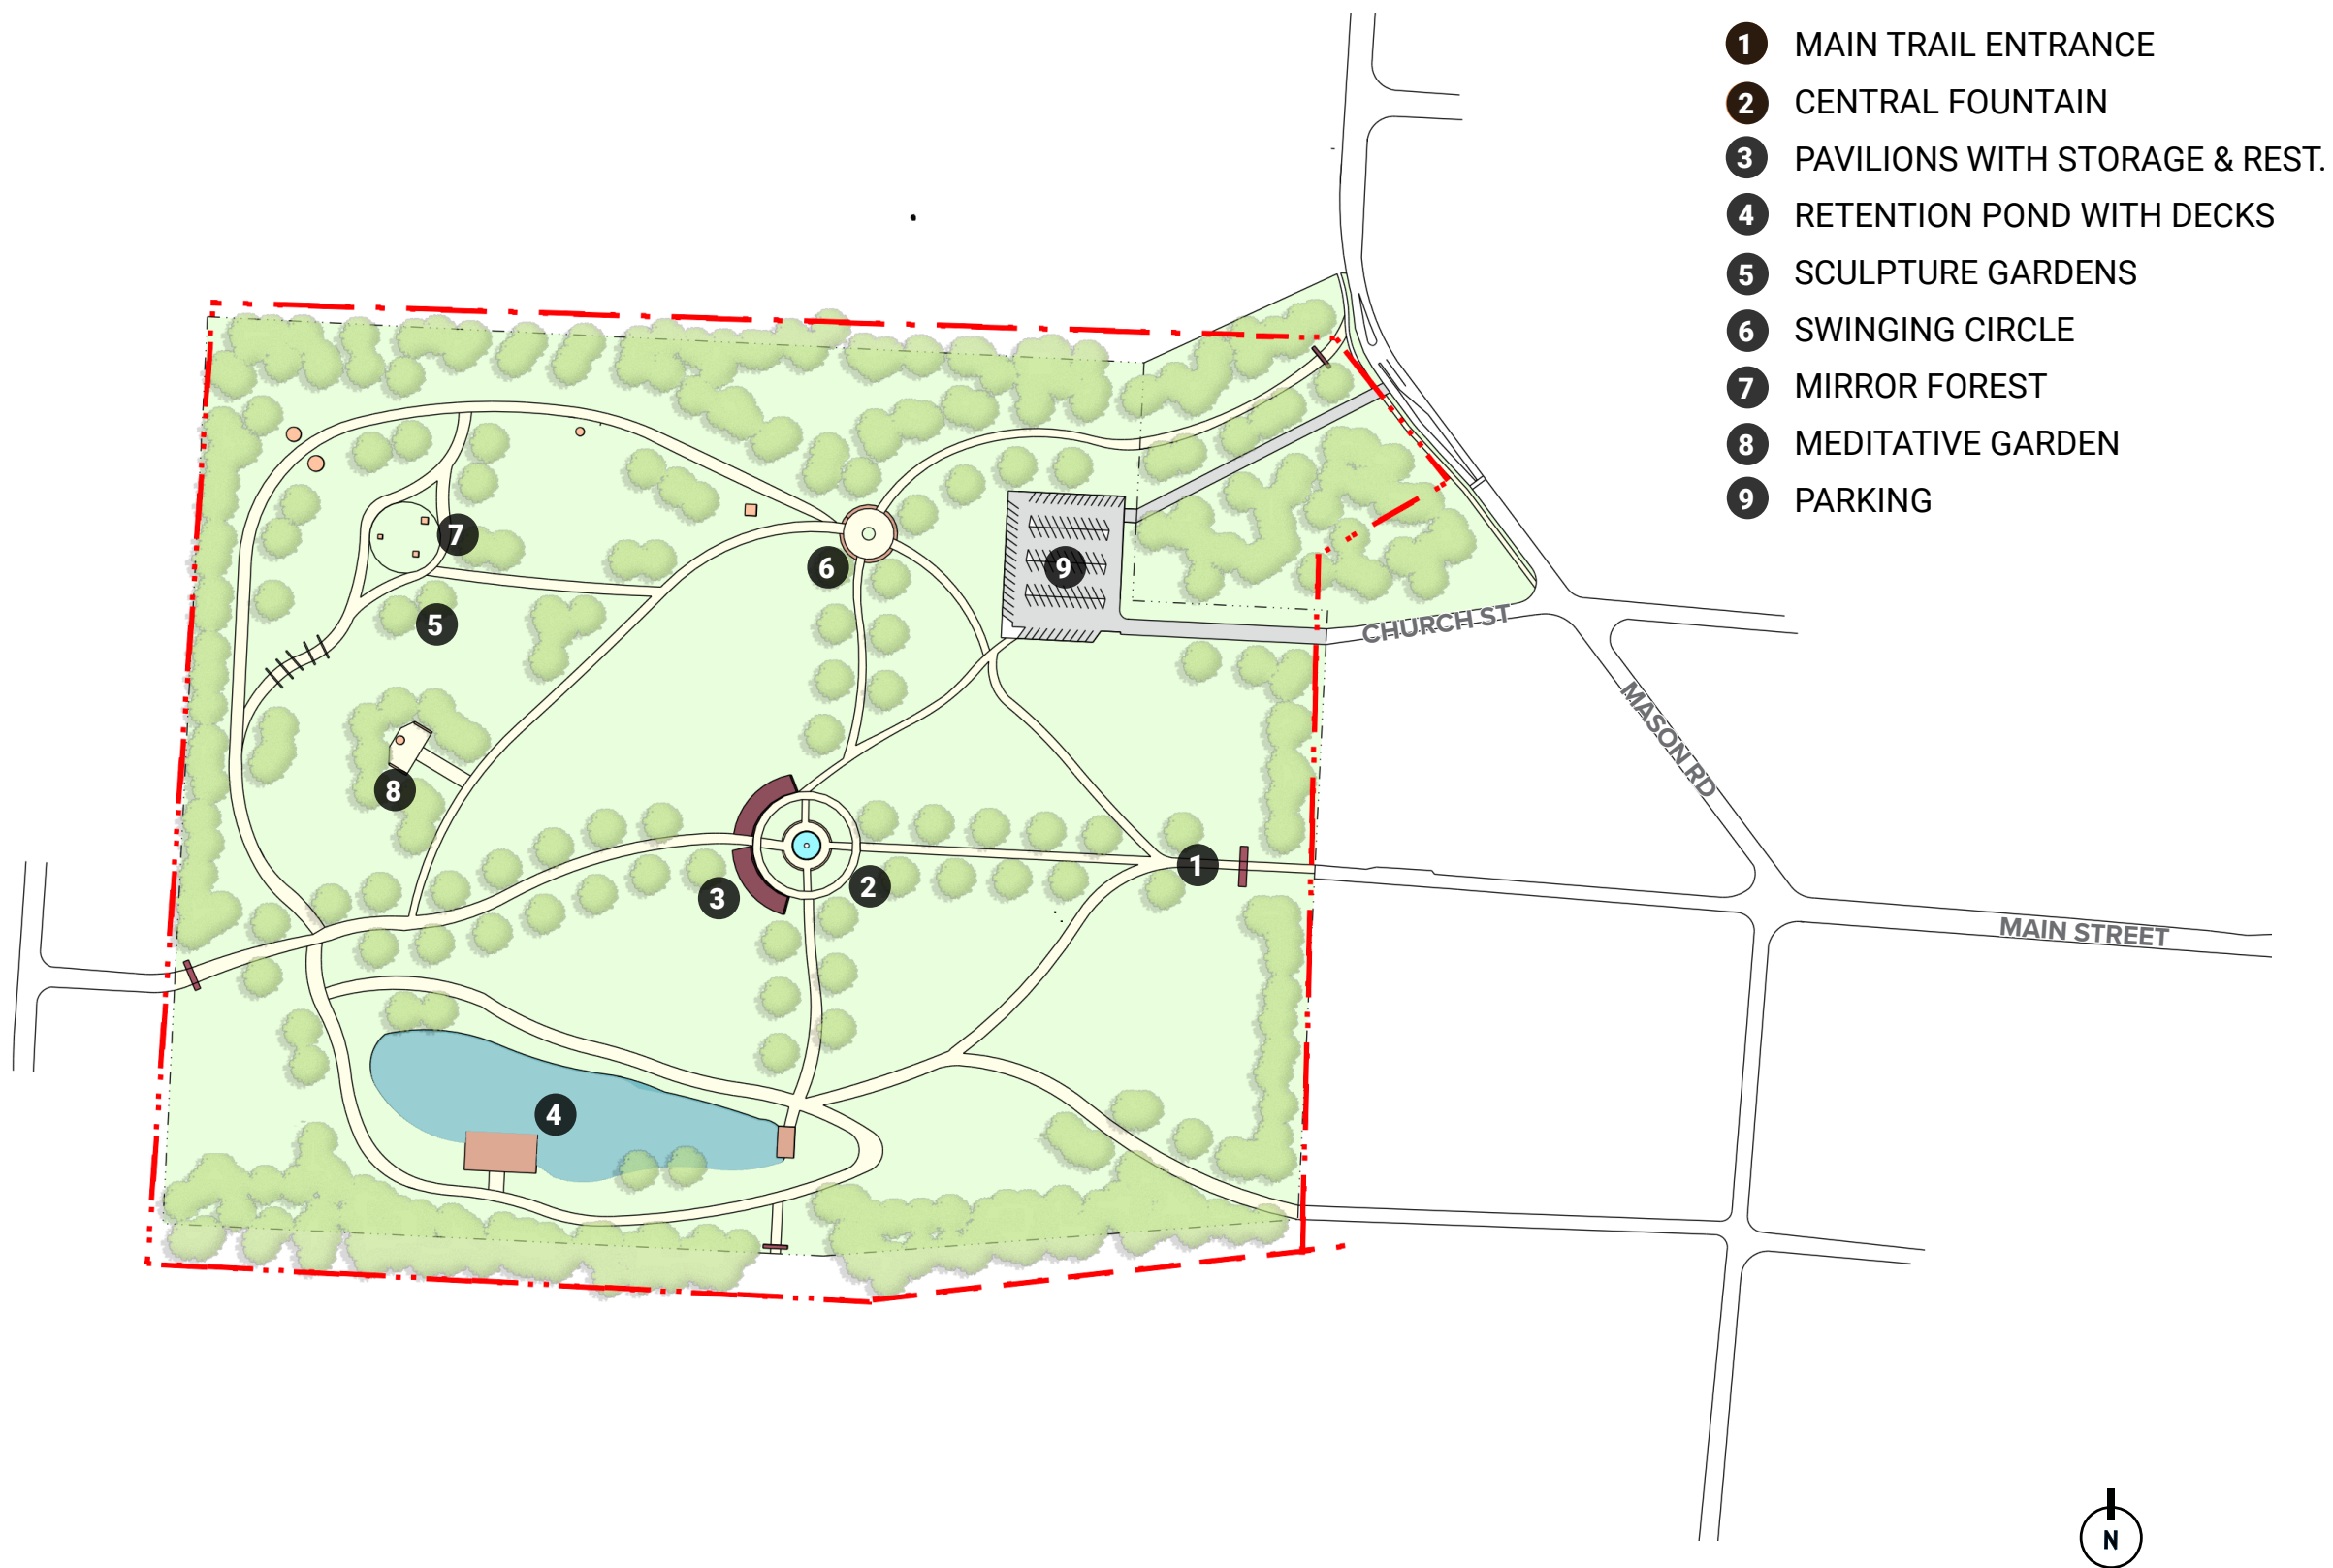 1 MAIN TRAIL ENTRANCE
2 CENTRAL FOUNTAIN
3 PAVILIONS WITH STORAGE & REST.
4 RETENTION POND WITH DECKS
5 SCULPTURE GARDENS
6 SWINGING CIRCLE
7 MIRROR FOREST
8 MEDITATIVE GARDEN
9 PARKING
7
6
9
5
CHURCH ST
MASON RD
8
1
3
2
MAIN STREET
4
N